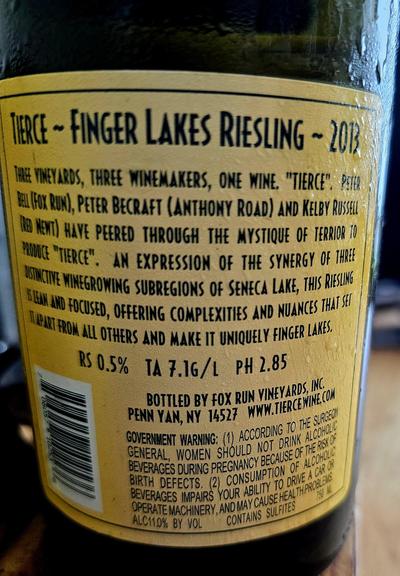 TIERCE ~ FINGER LAKES RIESLING ~ 2013
THREE VINEYARDS, THREE WINEMAKERS, ONE WINE. "TIERCE". PETER
BELL (FOX RUN), PETER BECRAFT (ANTHONY ROAD) AND KELBY RUSSELL
(RED NEWT) HAVE PEERED THROUGH THE MYSTIQUE OF TERROIR TO
PRODUCE "TIERCE". AN EXPRESSION OF THE SYNERGY OF THREE
DISTINCTIVE WINEGROWING SUBREGIONS OF SENECA LAKE, THIS RIESLING
IS LEAN AND FOCUSED, OFFERING COMPLEXITIES AND NUANCES THAT SET
IT APART FROM ALL OTHERS AND MAKE IT UNIQUELY FINGER LAKES.
RS 0.5% TA 7.1G/L PH 2.85
BOTTLED BY FOX RUN VINEYARDS, INC.
PENN YAN, NY 14527 WWW.TIERCEWINE.COM
GOVERNMENT WARNING: (1) ACCORDING TO THE SURGEON
GENERAL, WOMEN SHOULD NOT DRINK ALCOHOLIC
BEVERAGES DURING PREGNANCY BECAUSE OF THE RISK OF
BIRTH DEFECTS. (2) CONSUMPTION OF ALCOHOLIC
BEVERAGES IMPAIRS YOUR ABILITY TO DRIVE A CAR OR
OPERATE MACHINERY, AND MAY CAUSE HEALTH PROBLEMS.
ALC11.0% BY VOL CONTAINS SULFITES 750 ML